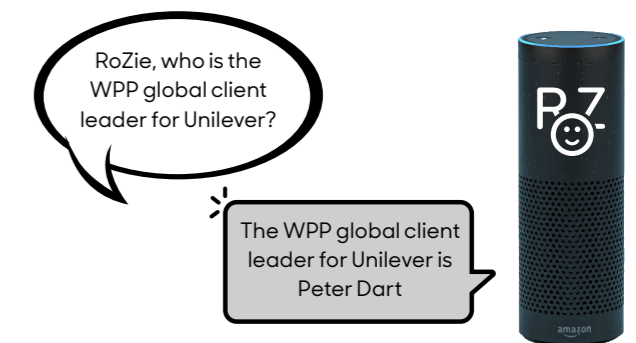 RoZie, who is the
WPP global client
leader for Unilever?
RoZ
The WPP global client
leader for Unilever is
Peter Dart
amazon